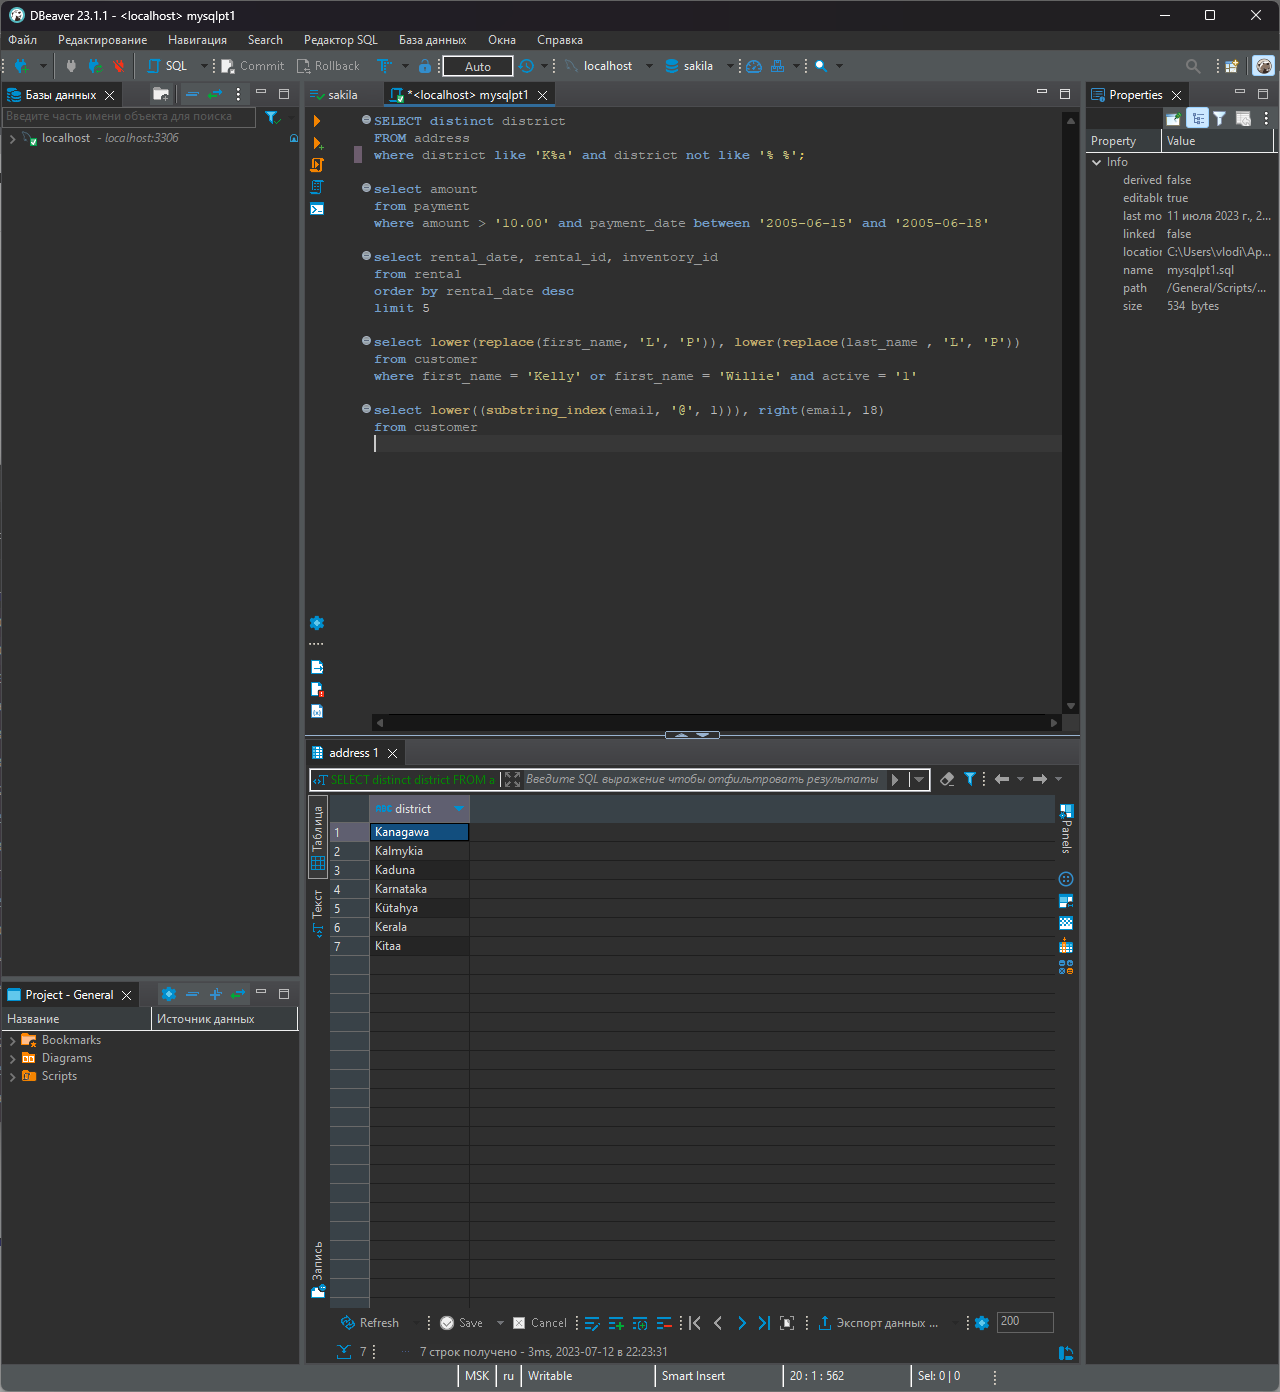 DBeaver 23.1.1 - <localhost> mysqlpt1
Файл Редактирование Навигация Search Редактор SQL База данных Окна Справка
SQL Commit Rollback Auto localhost sakila
Базы данных
Введите часть имени объекта для поиска
localhost - localhost:3306
sakila *<localhost> mysqlpt1
SELECT distinct district
FROM address
where district like 'K%a' and district not like '% %';
select amount
from payment
where amount > '10.00' and payment_date between '2005-06-15' and '2005-06-18'
select rental_date, rental_id, inventory_id
from rental
order by rental_date desc
limit 5
select lower(replace(first_name, 'L', 'P')), lower(replace(last_name , 'L', 'P'))
from customer
where first_name = 'Kelly' or first_name = 'Willie' and active = '1'
select lower((substring_index(email, '@', 1))), right(email, 18)
from customer
Properties
Property Value
Info
derived false
editable true
last mo 11 июля 2023 г., 2...
linked false
location C:\Users\vlodi\Ap...
name mysqlpt1.sql
path /General/Scripts/...
size 534 bytes
address 1
SELECT distinct district FROM a Введите SQL выражение чтобы отфильтровать результаты
Таблица
Текст
Запись
Panels
district
1 Kanagawa
2 Kalmykia
3 Kaduna
4 Karnataka
5 Kütahya
6 Kerala
7 Kitaa
Project - General
Название Источник данных
Bookmarks
Diagrams
Scripts
Refresh Save Cancel Экспорт данных ... 200
7 7 строк получено - 3ms, 2023-07-12 в 22:23:31
MSK ru Writable Smart Insert 20 : 1 : 562 Sel: 0 | 0